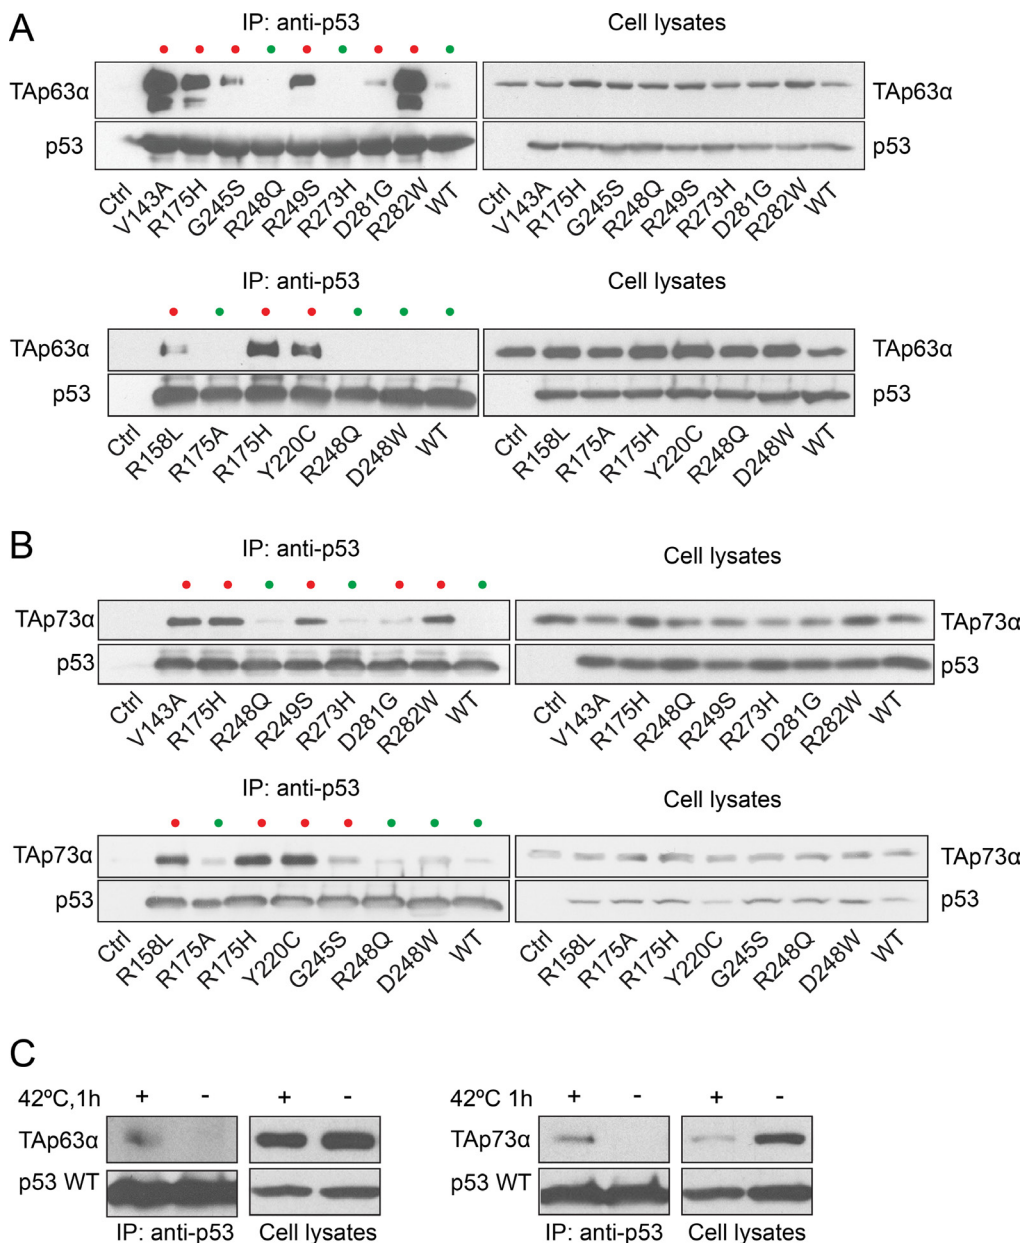 A
IP: anti-p53
Cell lysates
TAp63α
TAp63α
p53
p53
Ctrl V143A R175H G245S R248Q R249S R273H D281G R282W WT
Ctrl V143A R175H G245S R248Q R249S R273H D281G R282W WT
IP: anti-p53
Cell lysates
TAp63α
TAp63α
p53
p53
Ctrl R158L R175A R175H Y220C R248Q D248W WT
Ctrl R158L R175A R175H Y220C R248Q D248W WT
B
IP: anti-p53
Cell lysates
TAp73α
TAp73α
p53
p53
Ctrl V143A R175H R248Q R249S R273H D281G R282W WT
Ctrl V143A R175H R248Q R249S R273H D281G R282W WT
IP: anti-p53
Cell lysates
TAp73α
TAp73α
p53
p53
Ctrl R158L R175A R175H Y220C G245S R248Q D248W WT
Ctrl R158L R175A R175H Y220C G245S R248Q D248W WT
C
42ºC,1h + - + -
TAp63α
p53 WT
IP: anti-p53 Cell lysates
42ºC 1h + - + -
TAp73α
p53 WT
IP: anti-p53 Cell lysates